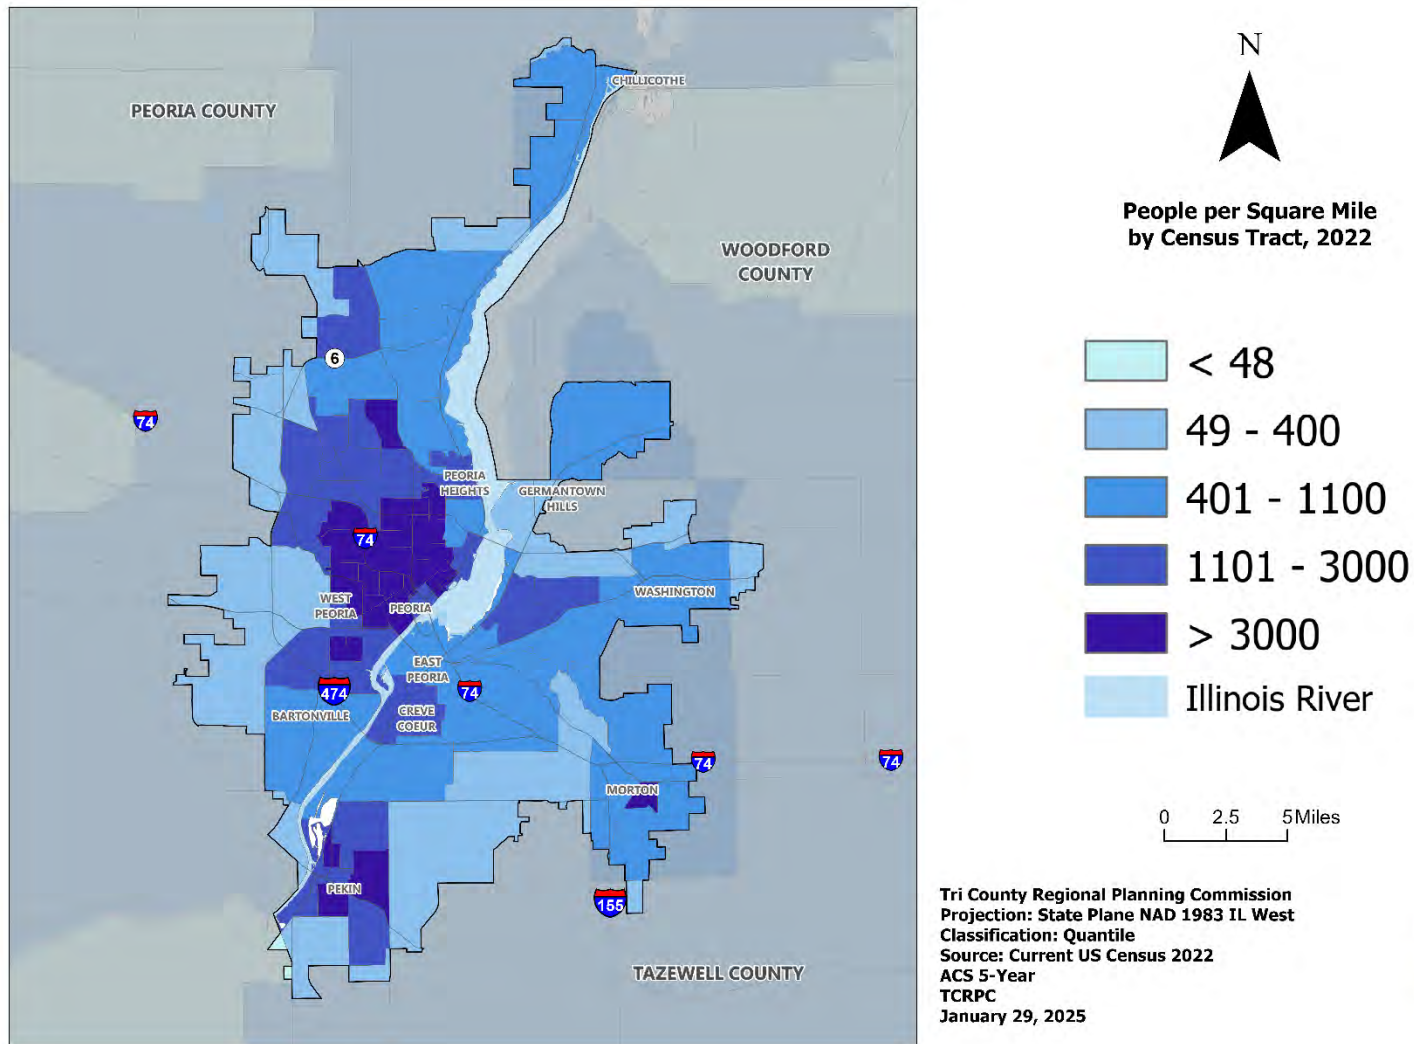 CHILLICOTHE
PEORIA COUNTY
WOODFORD
COUNTY
6
74
PEORIA
HEIGHTS
GERMANTOWN
HILLS
74
WEST
PEORIA
PEORIA
WASHINGTON
EAST
PEORIA
474
74
BARTONVILLE
CREVE
COEUR
74
74
MORTON
PEKIN
155
TAZEWELL COUNTY
N
People per Square Mile
by Census Tract, 2022
< 48
49 - 400
401 - 1100
1101 - 3000
> 3000
Illinois River
0 2.5 5 Miles
Tri County Regional Planning Commission
Projection: State Plane NAD 1983 IL West
Classification: Quantile
Source: Current US Census 2022
ACS 5-Year
TCRPC
January 29, 2025